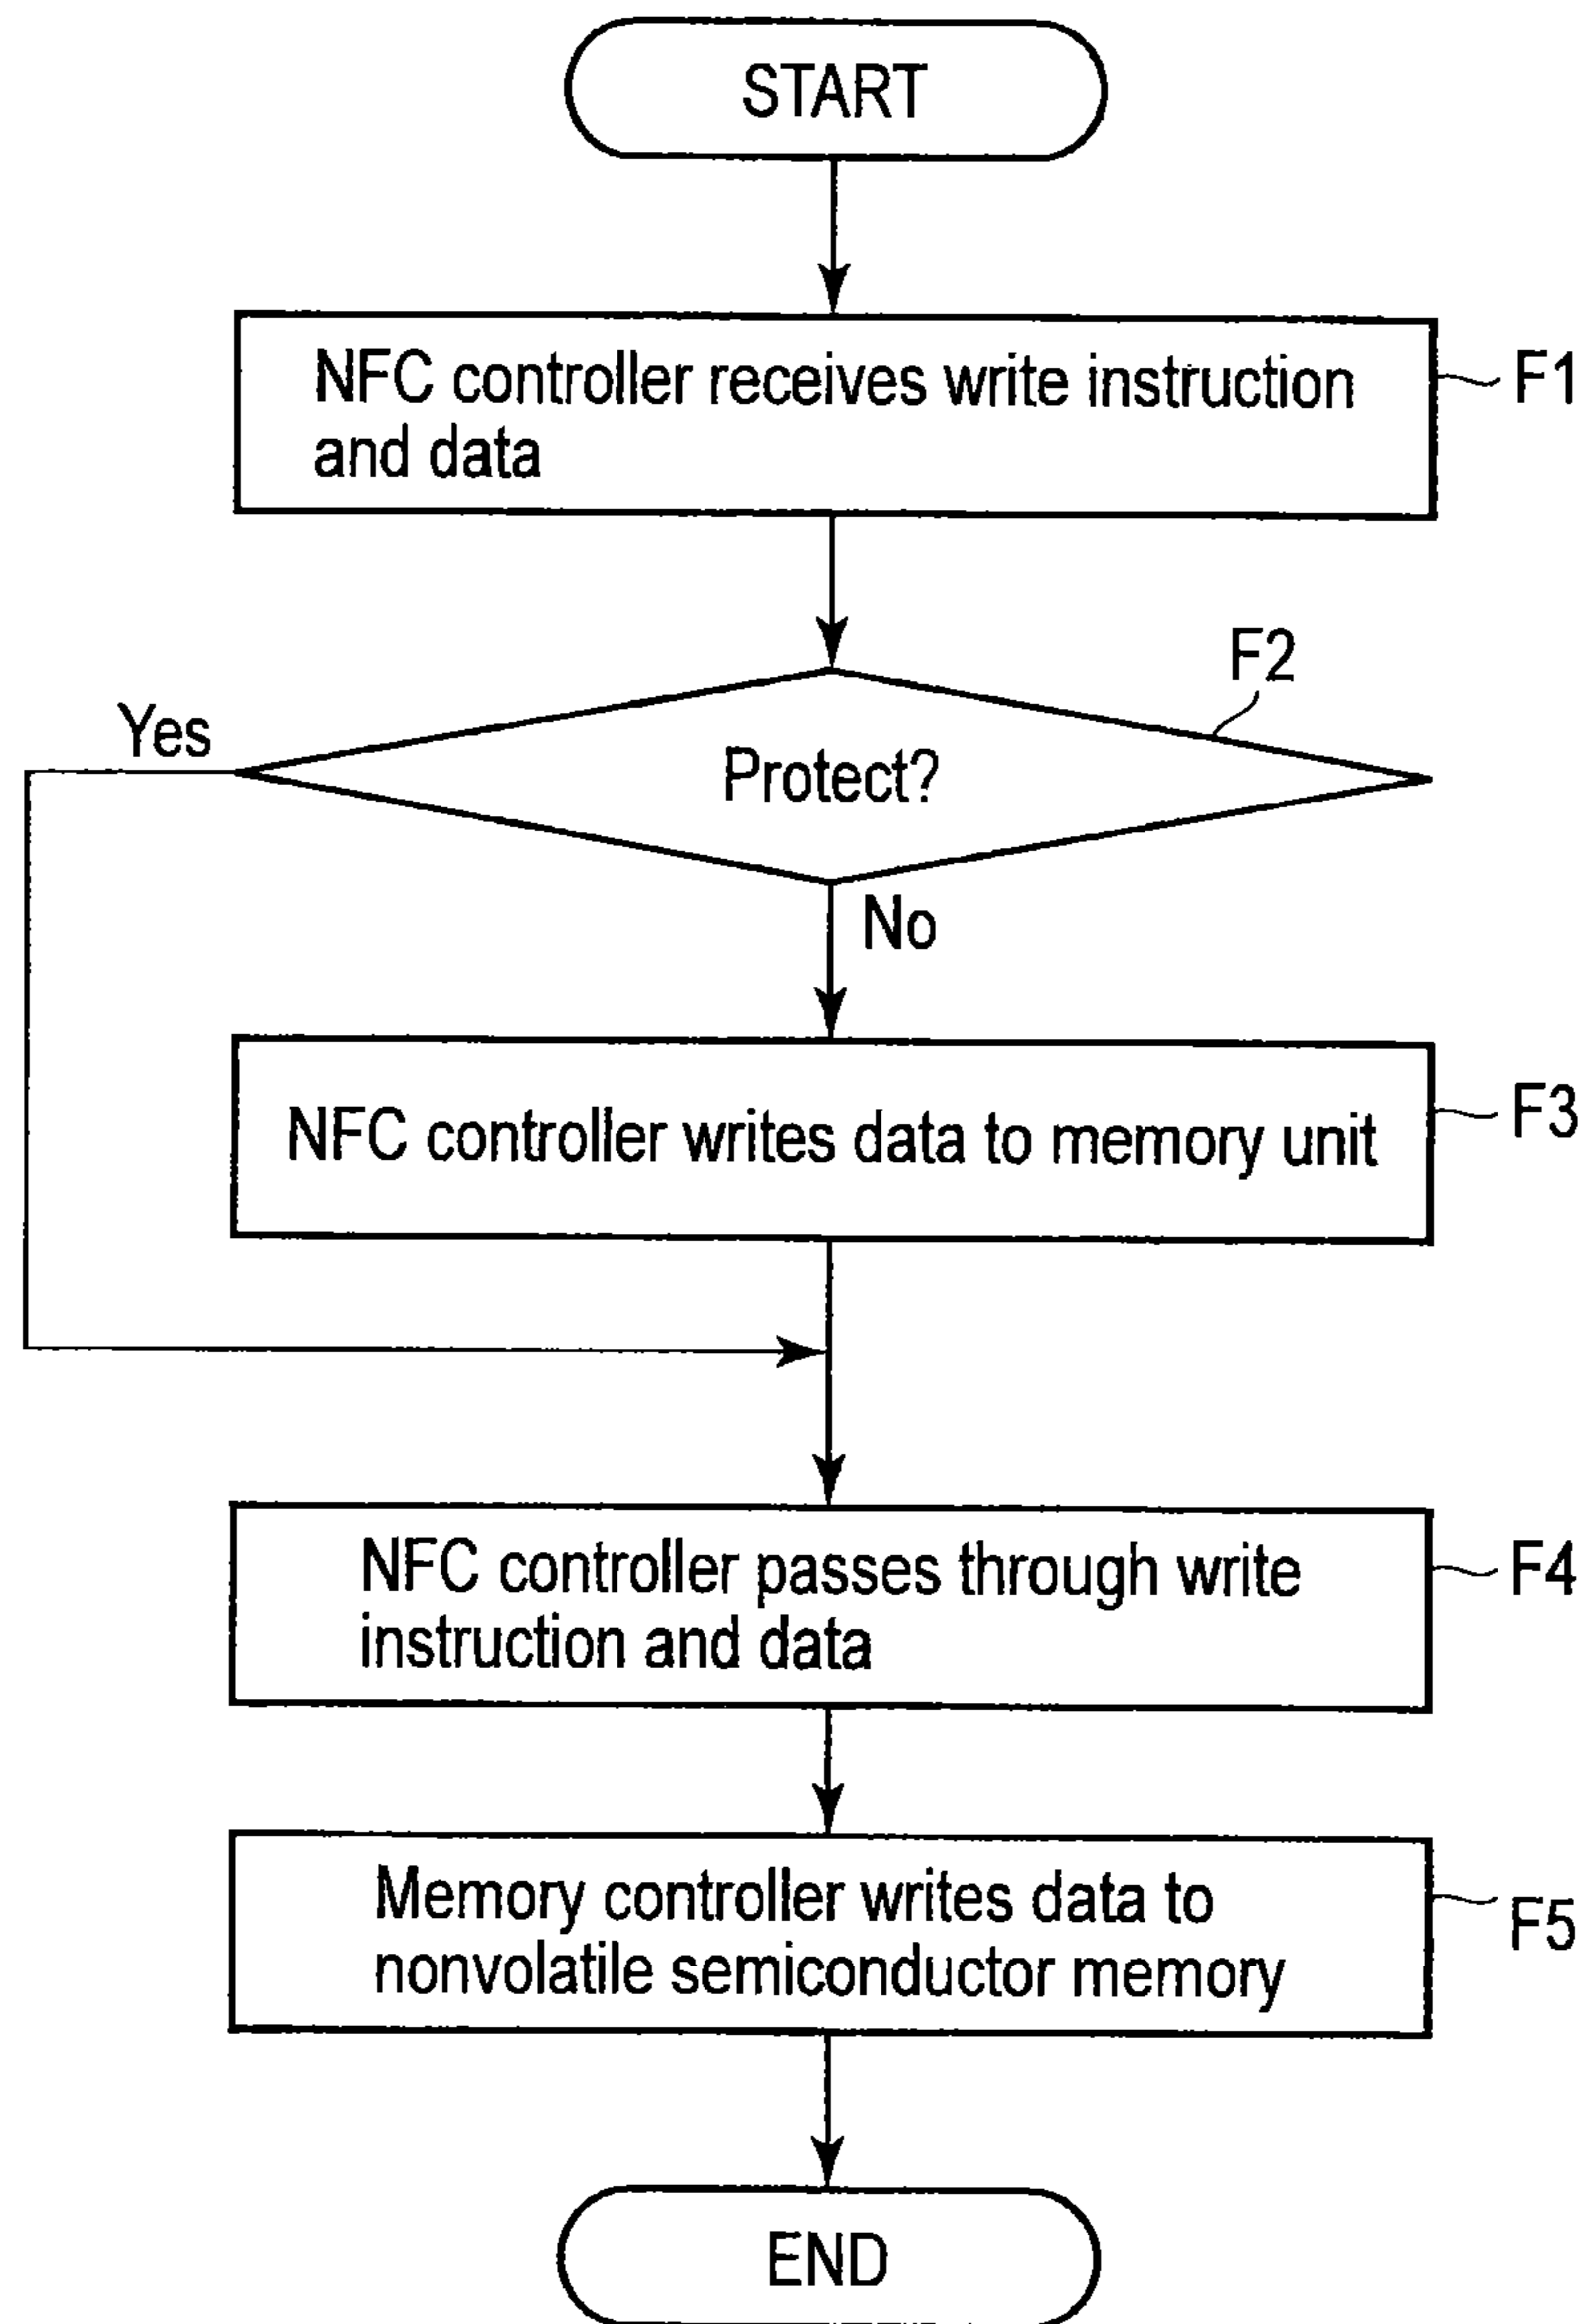 START
NFC controller receives write instruction
and data
F1
F2
Yes
Protect?
No
NFC controller writes data to memory unit
F3
NFC controller passes through write
instruction and data
F4
Memory controller writes data to
nonvolatile semiconductor memory
F5
END